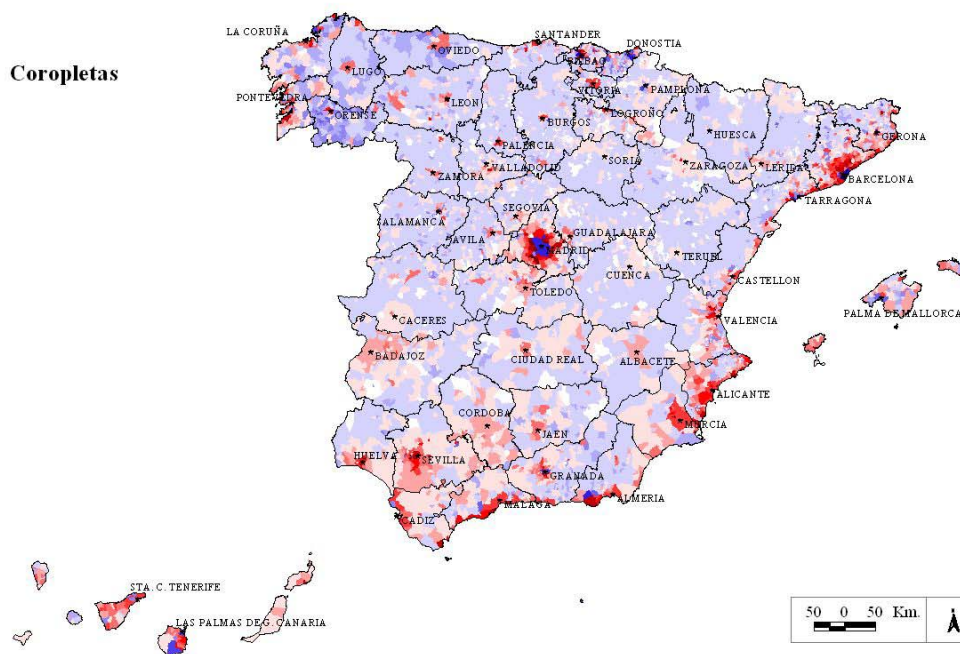 Coropletas
LA CORUÑA
LUGO
PONTEVEDRA
ORENSE
OVIEDO
LEON
SANTANDER
BILBAO
DONOSTIA
VITORIA
PAMPLONA
BURGOS
LOGROÑO
PALENCIA
HUESCA
GERONA
VALLADOLID
ZAMORA
SORIA
ZARAGOZA
LERIDA
BARCELONA
TARRAGONA
SEGOVIA
SALAMANCA
AVILA
GUADALAJARA
MADRID
TERUEL
CUENCA
TOLEDO
CASTELLON
CACERES
VALENCIA
PALMA DE MALLORCA
BADAJOZ
CIUDAD REAL
ALBACETE
ALICANTE
CORDOBA
MURCIA
JAEN
HUELVA
SEVILLA
GRANADA
ALMERIA
MALAGA
CADIZ
STA. C. TENERIFE
LAS PALMAS DE G. CANARIA
50 0 50 Km.